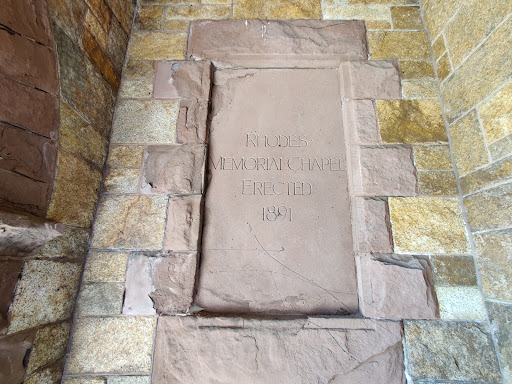 RHODES
MEMORIAL CHAPEL
ERECTED
1891